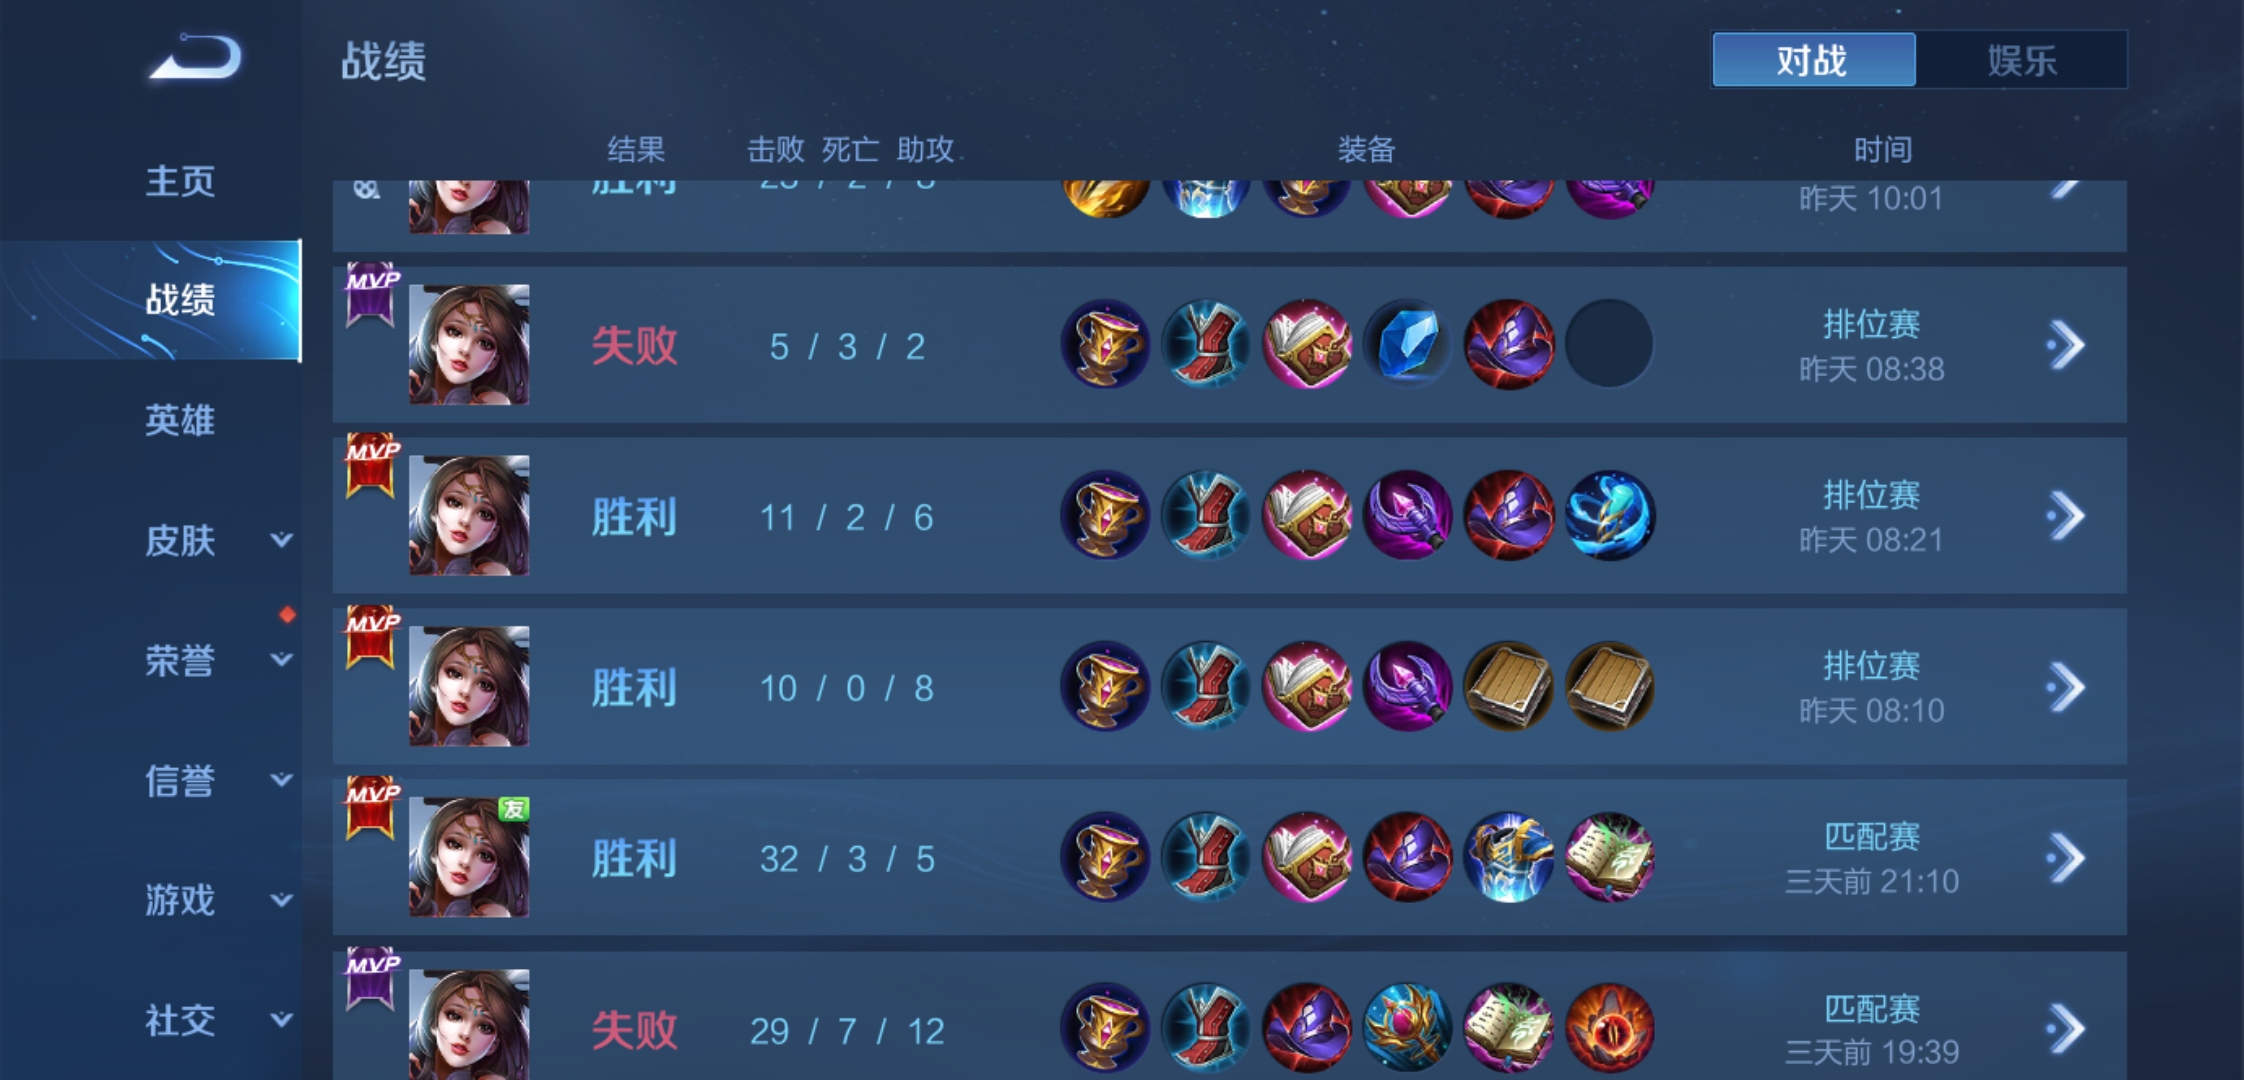 战绩
对战
娱乐
结果 击败 死亡 助攻 装备 时间
主页
战绩
英雄
皮肤
荣誉
信誉
游戏
社交
胜利
昨天 10:01
MVP
失败
5 / 3 / 2
排位赛
昨天 08:38
MVP
胜利
11 / 2 / 6
排位赛
昨天 08:21
MVP
胜利
10 / 0 / 8
排位赛
昨天 08:10
MVP
友
胜利
32 / 3 / 5
匹配赛
三天前 21:10
MVP
失败
29 / 7 / 12
匹配赛
三天前 19:39